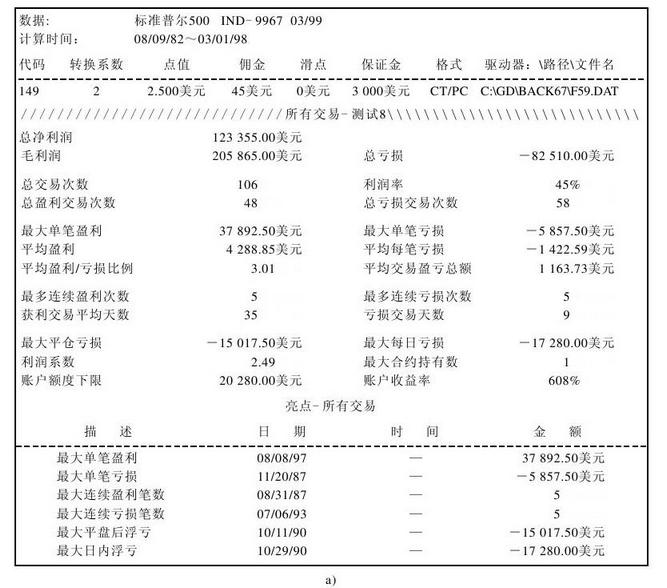 数据: 标准普尔500 IND-9967 03/99
计算时间: 08/09/82～03/01/98
代码 转换系数 点值 佣金 滑点 保证金 格式 驱动器：\路径\文件名
149 2 2.500美元 45美元 0美元 3 000美元 CT/PC C:\GD\BACK67\F59.DAT
/////////////////////////////所有交易-测试8\\\\\\\\\\\\\\\\\\\\\\\\\\\\
总净利润 123 355.00美元
毛利润 205 865.00美元 总亏损 -82 510.00美元
总交易次数 106 利润率 45%
总盈利交易次数 48 总亏损交易次数 58
最大单笔盈利 37 892.50美元 最大单笔亏损 -5 857.50美元
平均盈利 4 288.85美元 平均每笔亏损 -1 422.59美元
平均盈利/亏损比例 3.01 平均交易盈亏总额 1 163.73美元
最多连续盈利次数 5 最多连续亏损次数 5
获利交易平均天数 35 亏损交易天数 9
最大平仓亏损 -15 017.50美元 最大每日亏损 -17 280.00美元
利润系数 2.49 最大合约持有数 1
账户额度下限 20 280.00美元 账户收益率 608%
亮点-所有交易
描 述 日 期 时 间 金 额
最大单笔盈利 08/08/97 — 37 892.50美元
最大单笔亏损 11/20/87 — -5 857.50美元
最大连续盈利笔数 08/31/87 — 5
最大连续亏损笔数 07/06/93 — 5
最大平盘后浮亏 10/11/90 — -15 017.50美元
最大日内浮亏 10/29/90 — -17 280.00美元
a)